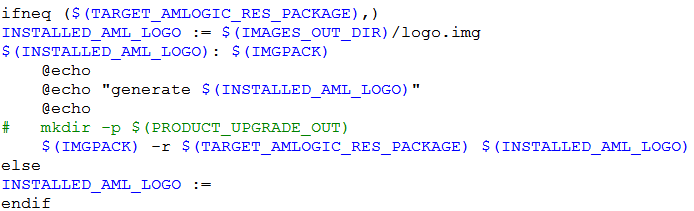 ifneq ($(TARGET_AMLOGIC_RES_PACKAGE),)
INSTALLED_AML_LOGO := $(IMAGES_OUT_DIR)/logo.img
$(INSTALLED_AML_LOGO): $(IMGPACK)
    @echo
    @echo "generate $(INSTALLED_AML_LOGO)"
    @echo
#   mkdir -p $(PRODUCT_UPGRADE_OUT)
    $(IMGPACK) -r $(TARGET_AMLOGIC_RES_PACKAGE) $(INSTALLED_AML_LOGO)
else
INSTALLED_AML_LOGO :=
endif